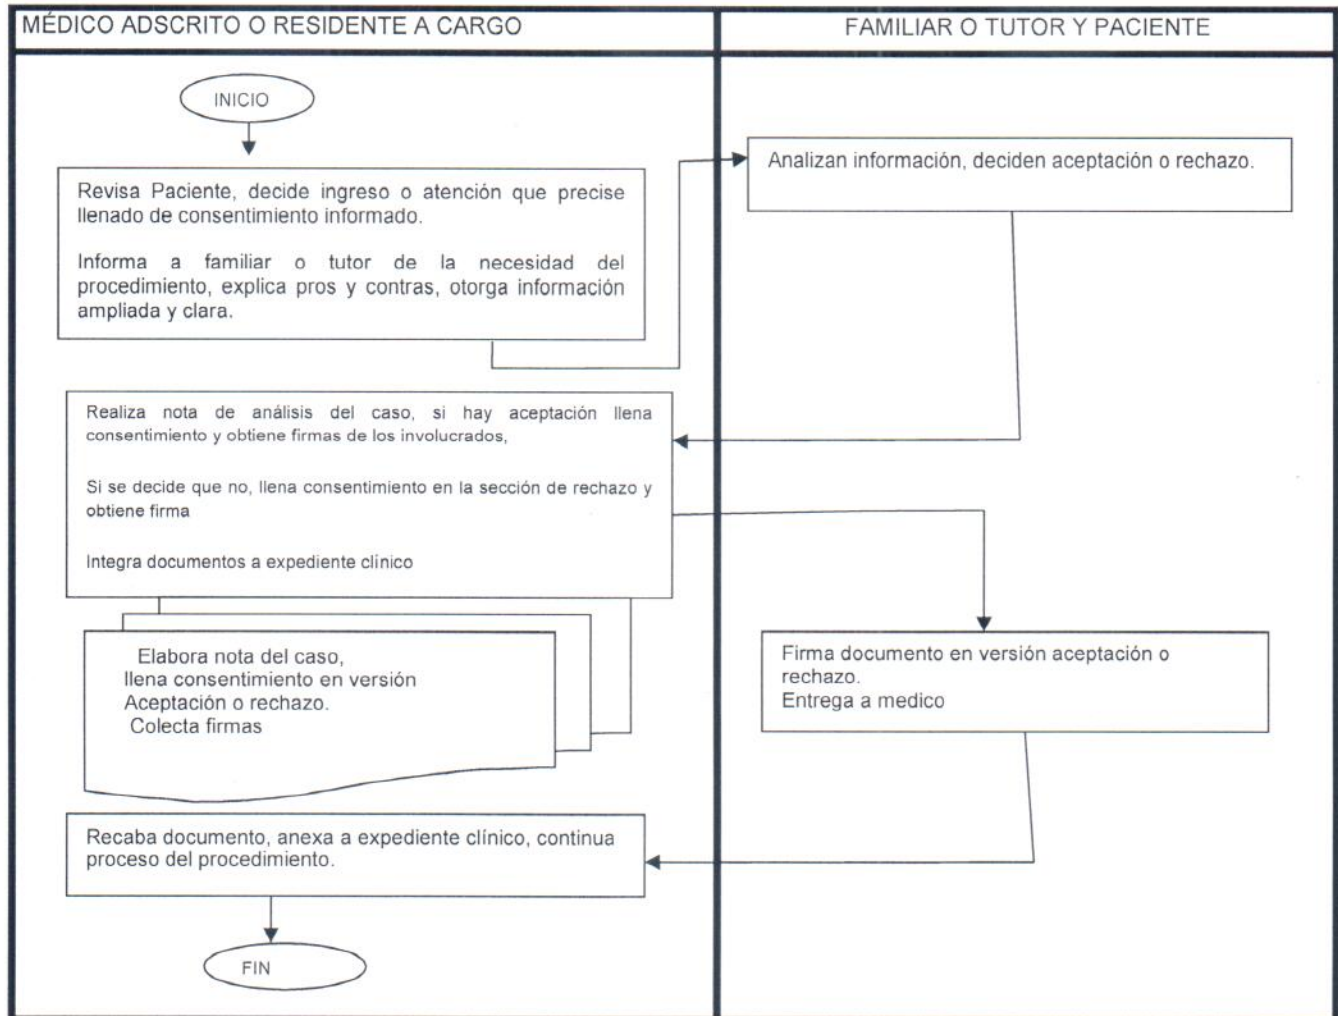 MÉDICO ADSCRITO O RESIDENTE A CARGO
FAMILIAR O TUTOR Y PACIENTE
INICIO
Revisa Paciente, decide ingreso o atención que precise
llenado de consentimiento informado.
Informa a familiar o tutor de la necesidad del
procedimiento, explica pros y contras, otorga información
ampliada y clara.
Analizan información, deciden aceptación o rechazo.
Realiza nota de análisis del caso, si hay aceptación llena
consentimiento y obtiene firmas de los involucrados,
Si se decide que no, llena consentimiento en la sección de rechazo y
obtiene firma
Integra documentos a expediente clínico
Elabora nota del caso,
llena consentimiento en versión
Aceptación o rechazo.
Colecta firmas
Firma documento en versión aceptación o
rechazo.
Entrega a medico
Recaba documento, anexa a expediente clínico, continua
proceso del procedimiento.
FIN